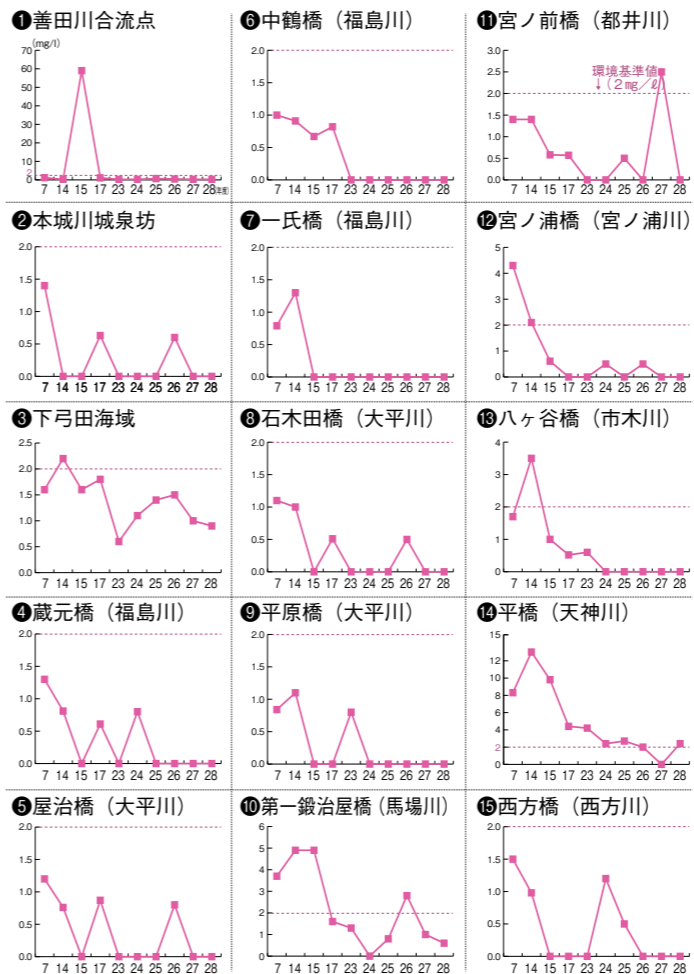 ❶善田川合流点
(mg/l)
70
60
50
40
30
20
10
2
0
7 14 15 17 23 24 25 26 27 28(年度)
❷本城川城泉坊
2.0
1.5
1.0
0.5
0.0
7 14 15 17 23 24 25 26 27 28
❸下弓田海域
2.5
2.0
1.5
1.0
0.5
0.0
7 14 15 17 23 24 25 26 27 28
❹蔵元橋（福島川）
2.0
1.5
1.0
0.5
0.0
7 14 15 17 23 24 25 26 27 28
❺屋治橋（大平川）
2.0
1.5
1.0
0.5
0.0
7 14 15 17 23 24 25 26 27 28
❻中鶴橋（福島川）
2.0
1.5
1.0
0.5
0.0
7 14 15 17 23 24 25 26 27 28
❼一氏橋（福島川）
2.0
1.5
1.0
0.5
0.0
7 14 15 17 23 24 25 26 27 28
❽石木田橋（大平川）
2.0
1.5
1.0
0.5
0.0
7 14 15 17 23 24 25 26 27 28
❾平原橋（大平川）
2.0
1.5
1.0
0.5
0.0
7 14 15 17 23 24 25 26 27 28
❿第一鍛治屋橋（馬場川）
6
5
4
3
2
1
0
7 14 15 17 23 24 25 26 27 28
⓫宮ノ前橋（都井川）
3.0
2.5
2.0
1.5
1.0
0.5
0.0
環境基準値
↓（２㎎／ℓ）
7 14 15 17 23 24 25 26 27 28
⓬宮ノ浦橋（宮ノ浦川）
5
4
3
2
1
0
7 14 15 17 23 24 25 26 27 28
⓭八ヶ谷橋（市木川）
4
3
2
1
0
7 14 15 17 23 24 25 26 27 28
⓮平橋（天神川）
15
12
10
8
6
4
2
0
7 14 15 17 23 24 25 26 27 28
⓯西方橋（西方川）
2.0
1.5
1.0
0.5
0.0
7 14 15 17 23 24 25 26 27 28